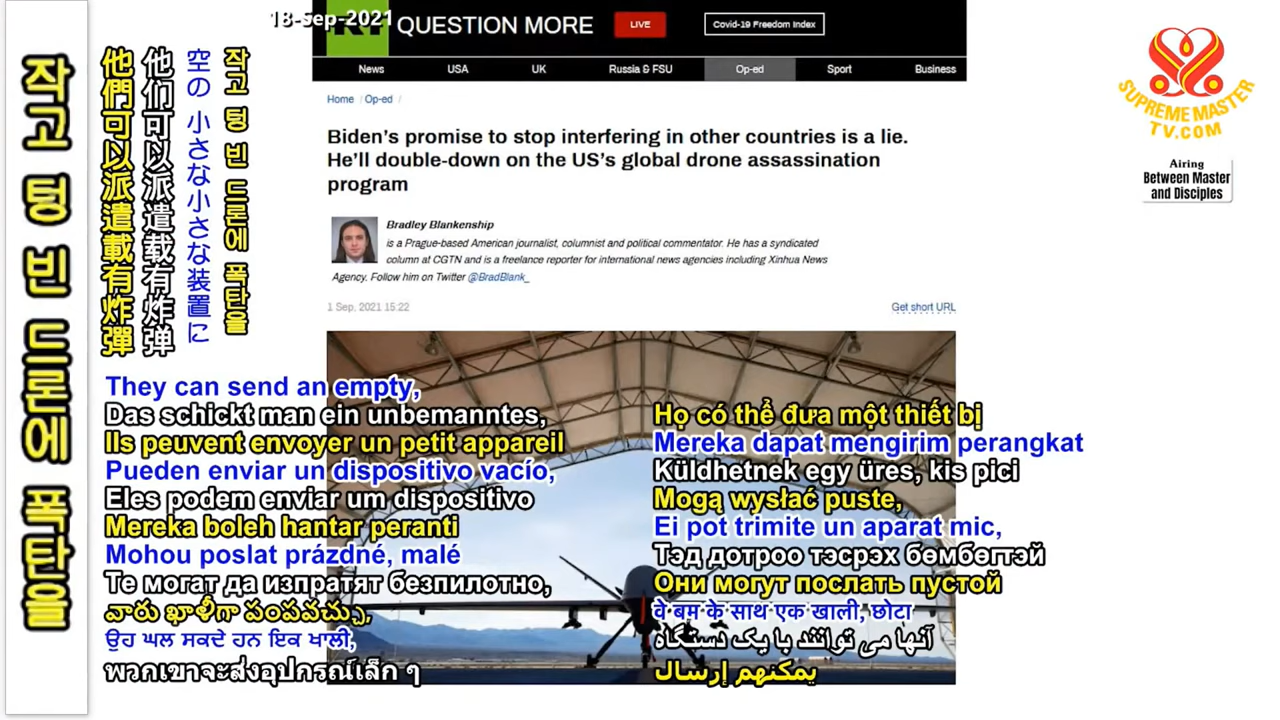 18-Sep-2021
RT QUESTION MORE
LIVE
Covid-19 Freedom Index
News USA UK Russia & FSU Op-ed Sport Business
Home / Op-ed /
Biden's promise to stop interfering in other countries is a lie.
He'll double-down on the US's global drone assassination
program
Bradley Blankenship
is a Prague-based American journalist, columnist and political commentator. He has a syndicated
column at CGTN and is a freelance reporter for international news agencies including Xinhua News
Agency. Follow him on Twitter @BradBlank_
1 Sep, 2021 15:22
Get short URL
SUPREME MASTER
TV.COM
Airing
Between Master
and Disciples
작고 텅 빈 드론에 폭탄을
他們可以派遣載有炸彈
他们可以派遣载有炸弹
空の 小さな小さな装置に
작고 텅 빈 드론에 폭탄을
They can send an empty,
Das schickt man ein unbemanntes,
Ils peuvent envoyer un petit appareil
Pueden enviar un dispositivo vacío,
Eles podem enviar um dispositivo
Mereka boleh hantar peranti
Mohou poslat prázdné, malé
Те могат да изпратят безпилотно,
వారు ఖాళీగా పంపవచ్చు,
ਉਹ ਘਲ ਸਕਦੇ ਹਨ ਇਕ ਖਾਲੀ,
พวกเขาจะส่งอุปกรณ์เล็ก ๆ
Họ có thể đưa một thiết bị
Mereka dapat mengirim perangkat
Küldhetnek egy üres, kis pici
Mogą wysłać puste,
Ei pot trimite un aparat mic,
Тэд дотроо тэсрэх бөмбөгтэй
Они могут послать пустой
वे बम के साथ एक खाली, छोटा
آنها می توانند با یک دستگاه
يمكنهم إرسال